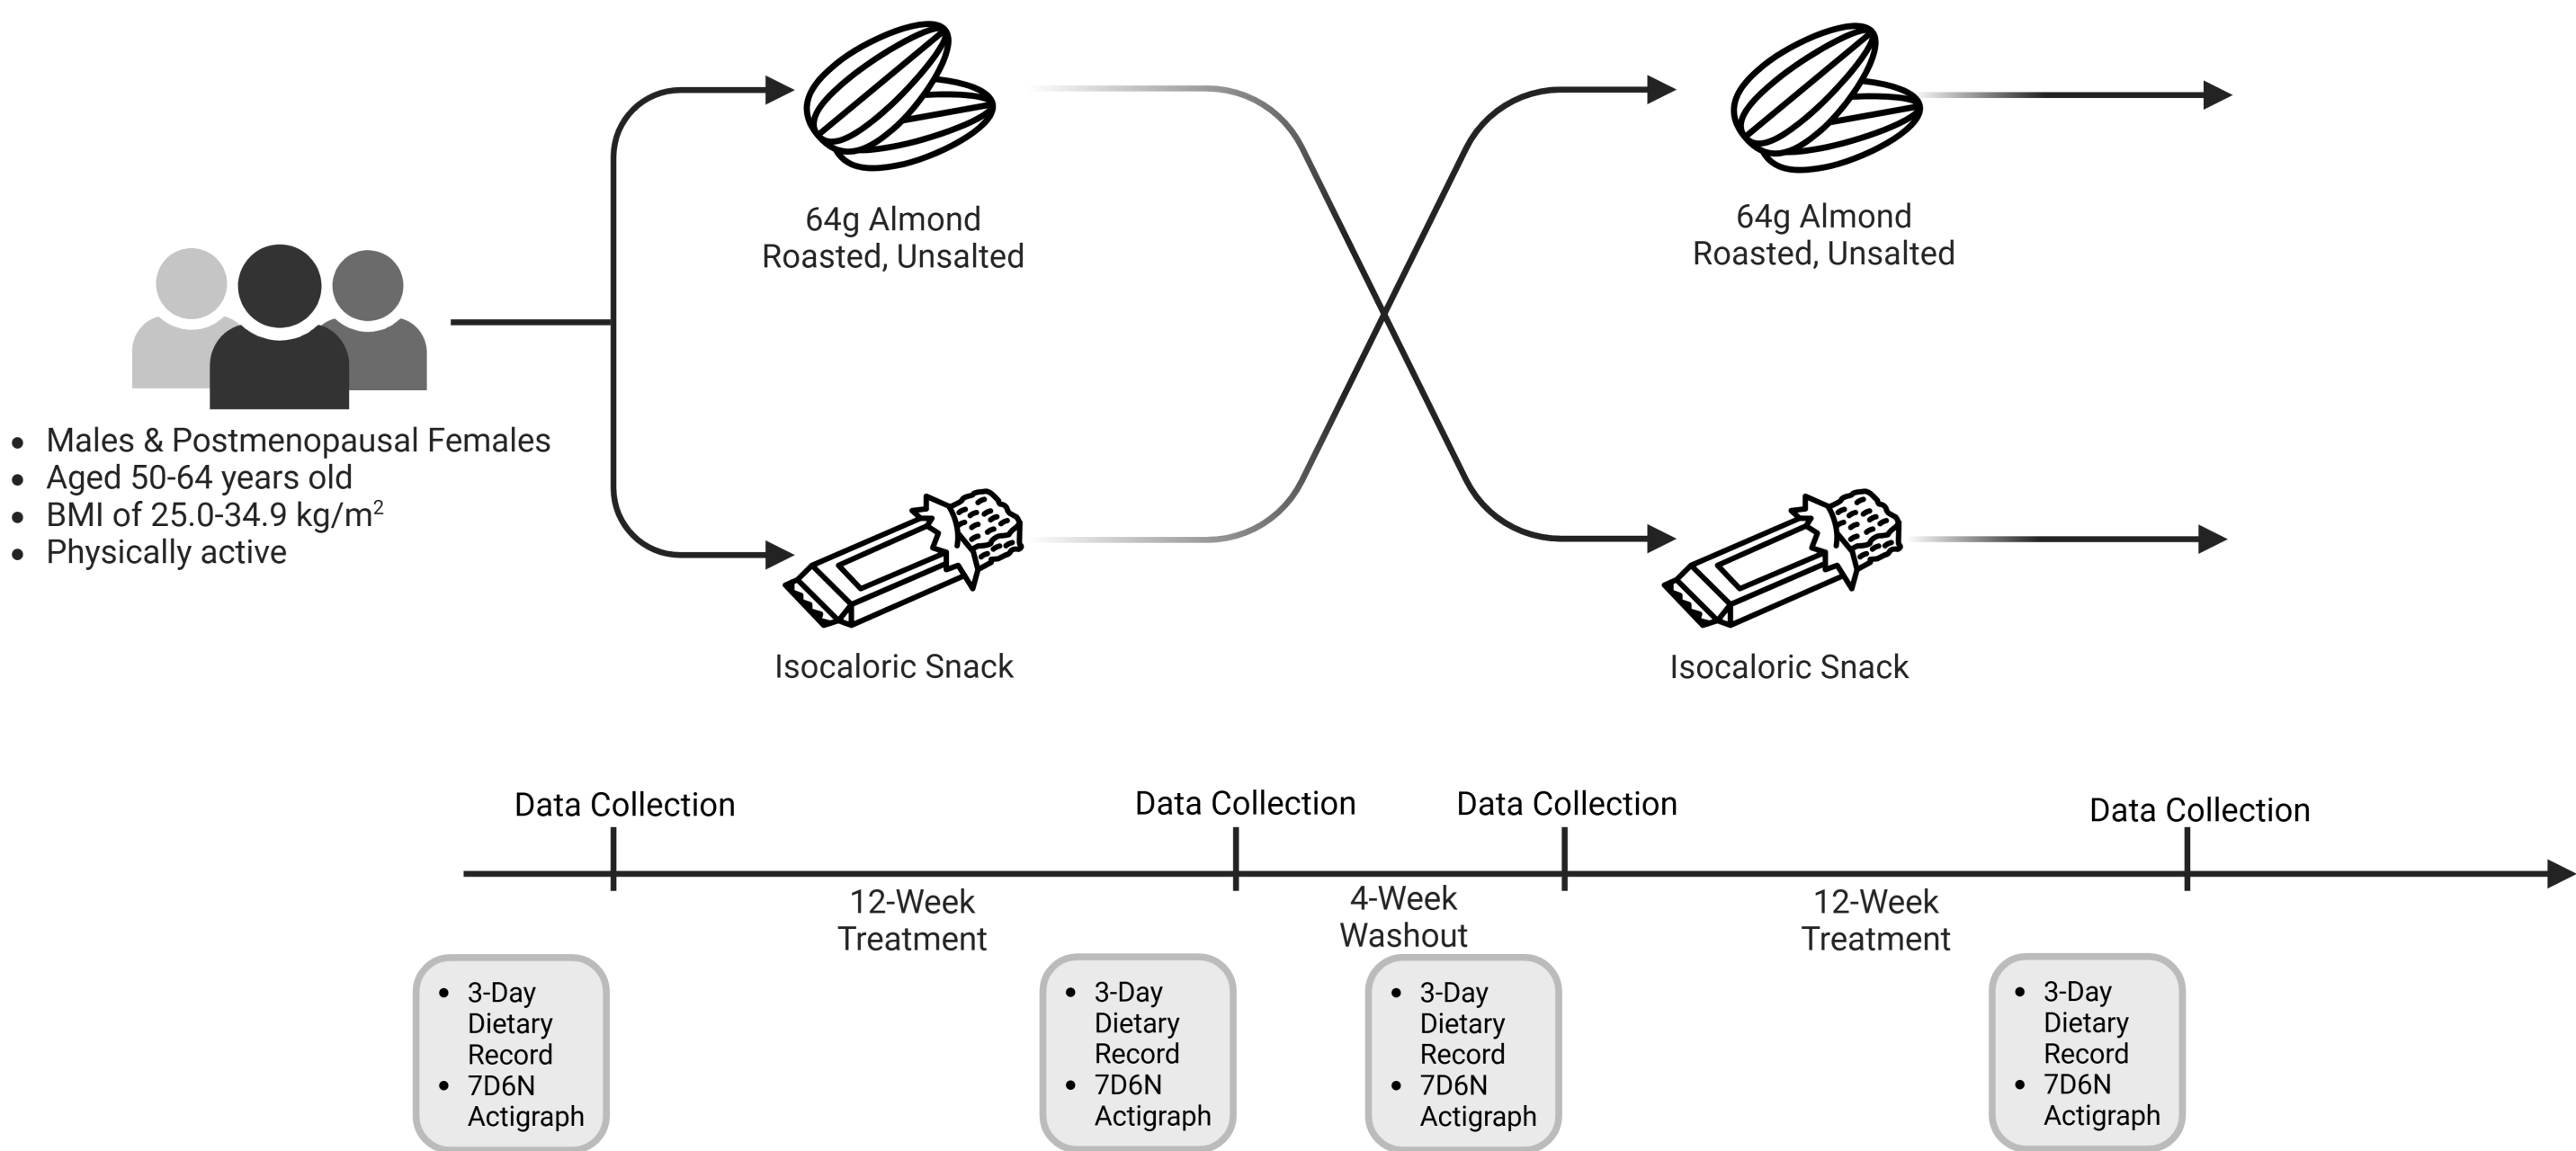 64g Almond
Roasted, Unsalted
64g Almond
Roasted, Unsalted
• Males & Postmenopausal Females
• Aged 50-64 years old
• BMI of 25.0-34.9 kg/m²
• Physically active
Isocaloric Snack
Isocaloric Snack
Data Collection
Data Collection
Data Collection
Data Collection
12-Week
Treatment
4-Week
Washout
12-Week
Treatment
• 3-Day
Dietary
Record
• 7D6N
Actigraph
• 3-Day
Dietary
Record
• 7D6N
Actigraph
• 3-Day
Dietary
Record
• 7D6N
Actigraph
• 3-Day
Dietary
Record
• 7D6N
Actigraph